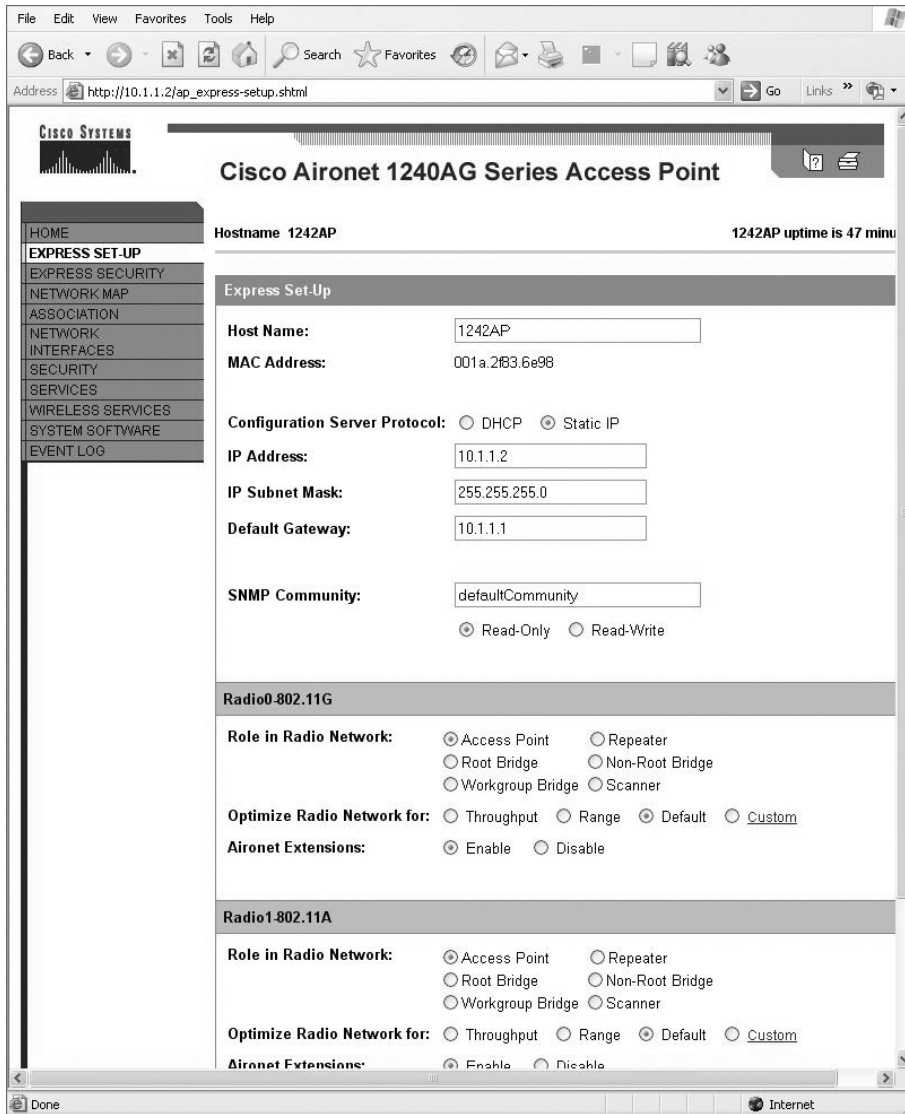 File Edit View Favorites Tools Help
Back Search Favorites
Address http://10.1.1.2/ap_express-setup.shtml Go Links »
CISCO SYSTEMS
Cisco Aironet 1240AG Series Access Point
HOME
EXPRESS SET-UP
EXPRESS SECURITY
NETWORK MAP
ASSOCIATION
NETWORK
INTERFACES
SECURITY
SERVICES
WIRELESS SERVICES
SYSTEM SOFTWARE
EVENT LOG
Hostname 1242AP 1242AP uptime is 47 minu
Express Set-Up
Host Name: 1242AP
MAC Address: 001a.2f83.6e98
Configuration Server Protocol: DHCP Static IP
IP Address: 10.1.1.2
IP Subnet Mask: 255.255.255.0
Default Gateway: 10.1.1.1
SNMP Community: defaultCommunity
Read-Only Read-Write
Radio0-802.11G
Role in Radio Network: Access Point Repeater
Root Bridge Non-Root Bridge
Workgroup Bridge Scanner
Optimize Radio Network for: Throughput Range Default Custom
Aironet Extensions: Enable Disable
Radio1-802.11A
Role in Radio Network: Access Point Repeater
Root Bridge Non-Root Bridge
Workgroup Bridge Scanner
Optimize Radio Network for: Throughput Range Default Custom
Aironet Extensions: Enable Disable
Done Internet